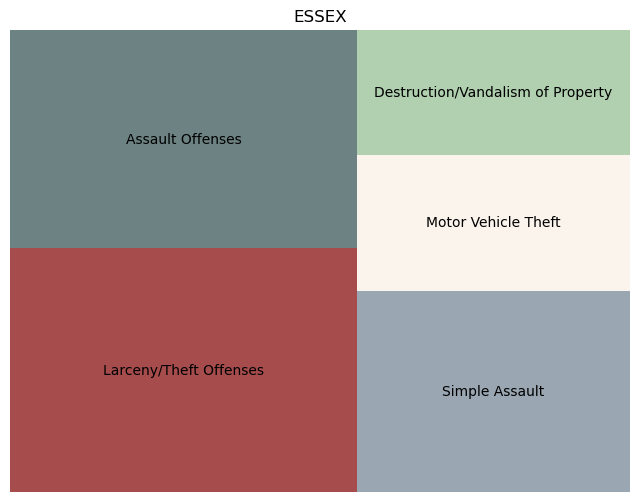 ESSEX
Assault Offenses
Larceny/Theft Offenses
Destruction/Vandalism of Property
Motor Vehicle Theft
Simple Assault